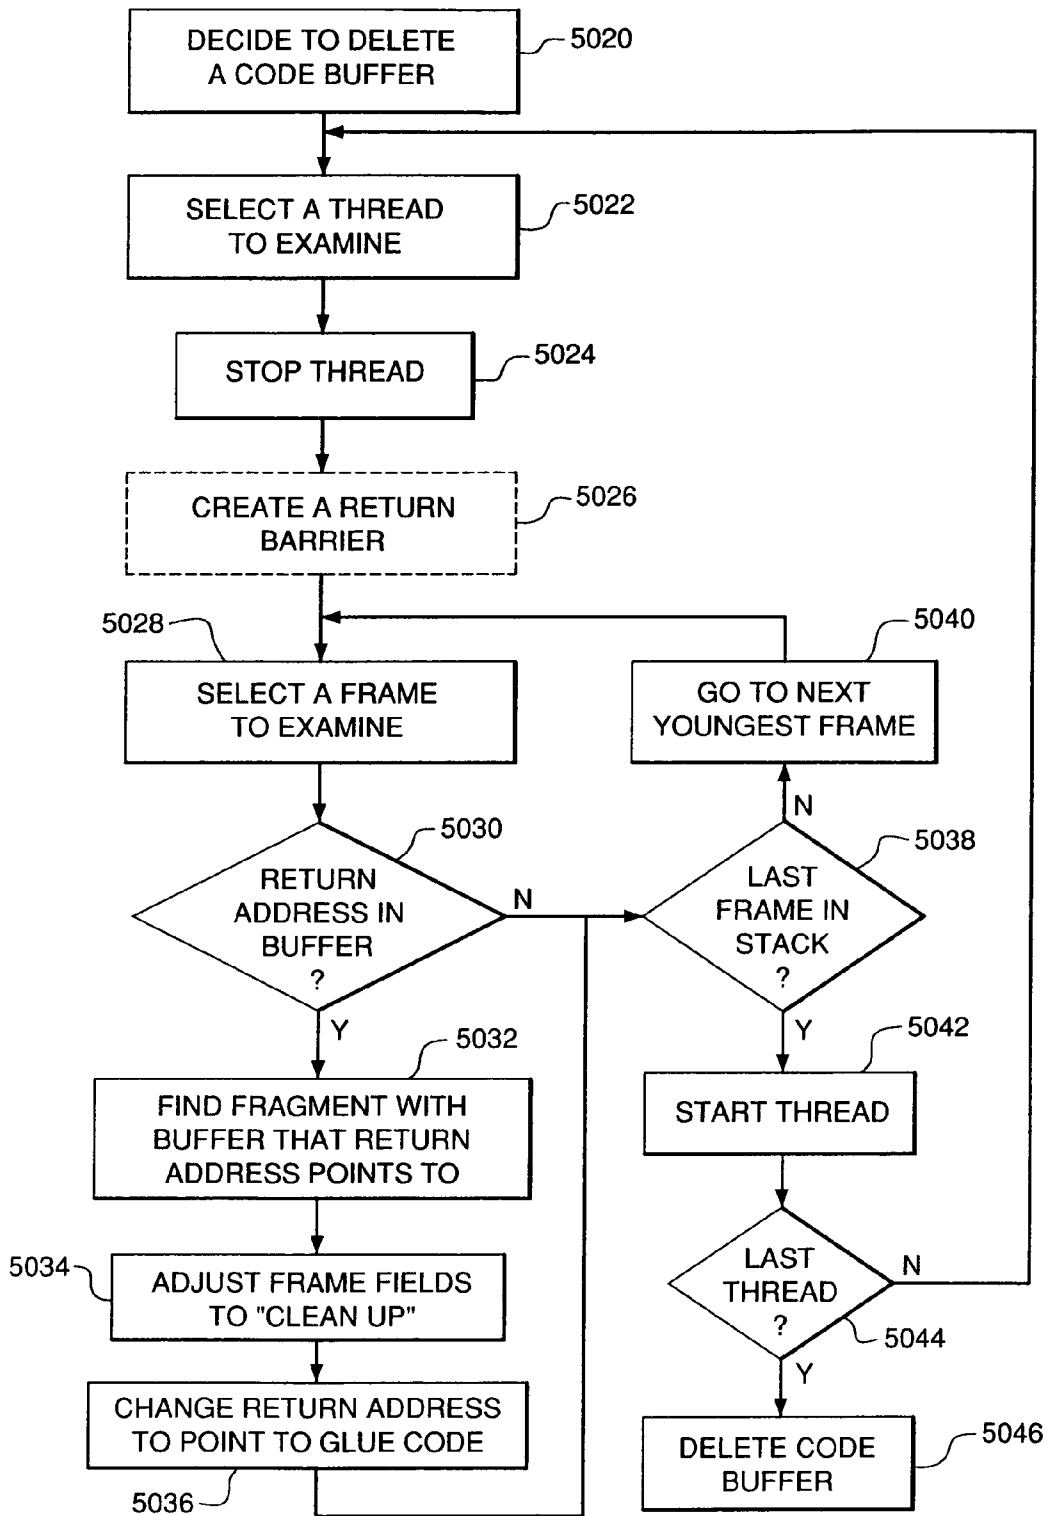 DECIDE TO DELETE
A CODE BUFFER
5020
SELECT A THREAD
TO EXAMINE
5022
STOP THREAD
5024
CREATE A RETURN
BARRIER
5026
5028
SELECT A FRAME
TO EXAMINE
5040
GO TO NEXT
YOUNGEST FRAME
N
5030
RETURN
ADDRESS IN
BUFFER
?
N
Y
5038
LAST
FRAME IN
STACK
?
Y
5032
FIND FRAGMENT WITH
BUFFER THAT RETURN
ADDRESS POINTS TO
5042
START THREAD
5034
ADJUST FRAME FIELDS
TO "CLEAN UP"
LAST
THREAD
?
N
5044
Y
CHANGE RETURN ADDRESS
TO POINT TO GLUE CODE
5036
DELETE CODE
BUFFER
5046